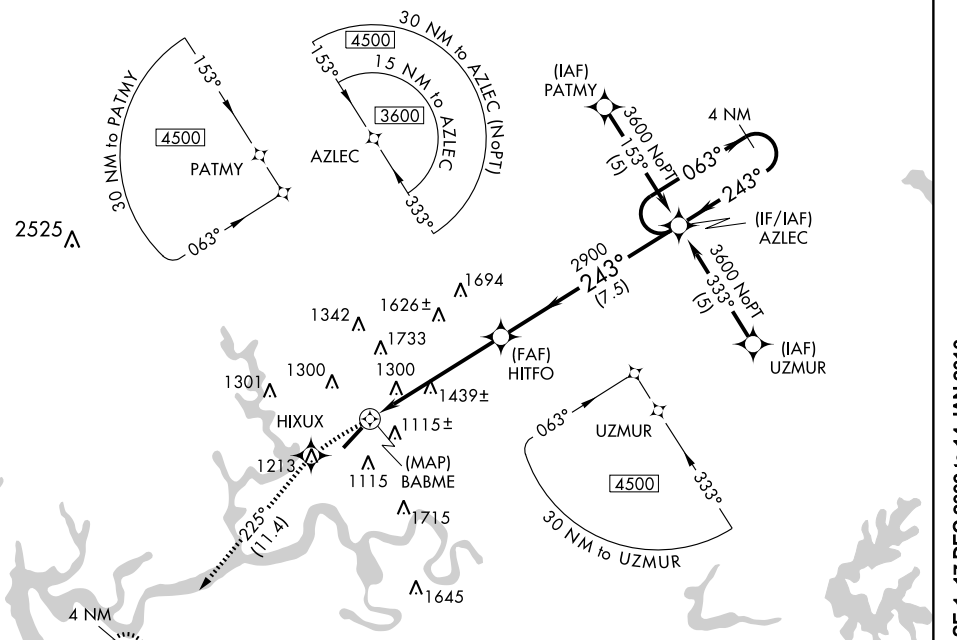 30 NM to PATMY
153°
4500
PATMY
063°
30 NM to AZLEC (NoPT)
4500
153°
15 NM to AZLEC
3600
AZLEC
333°
(IAF)
PATMY
3600 NoPT
153°
(5)
4 NM
063°
243°
(IF/IAF)
AZLEC
3600 NoPT
333°
(5)
(IAF)
UZMUR
2525
2900
243°
(7.5)
1694
1626±
1342
1733
(FAF)
HITFO
1300
1300
1301
1439±
HIXUX
1115±
1213
(MAP)
BABME
1115
1715
225°
(11.4)
1645
4 NM
063°
UZMUR
4500
333°
30 NM to UZMUR